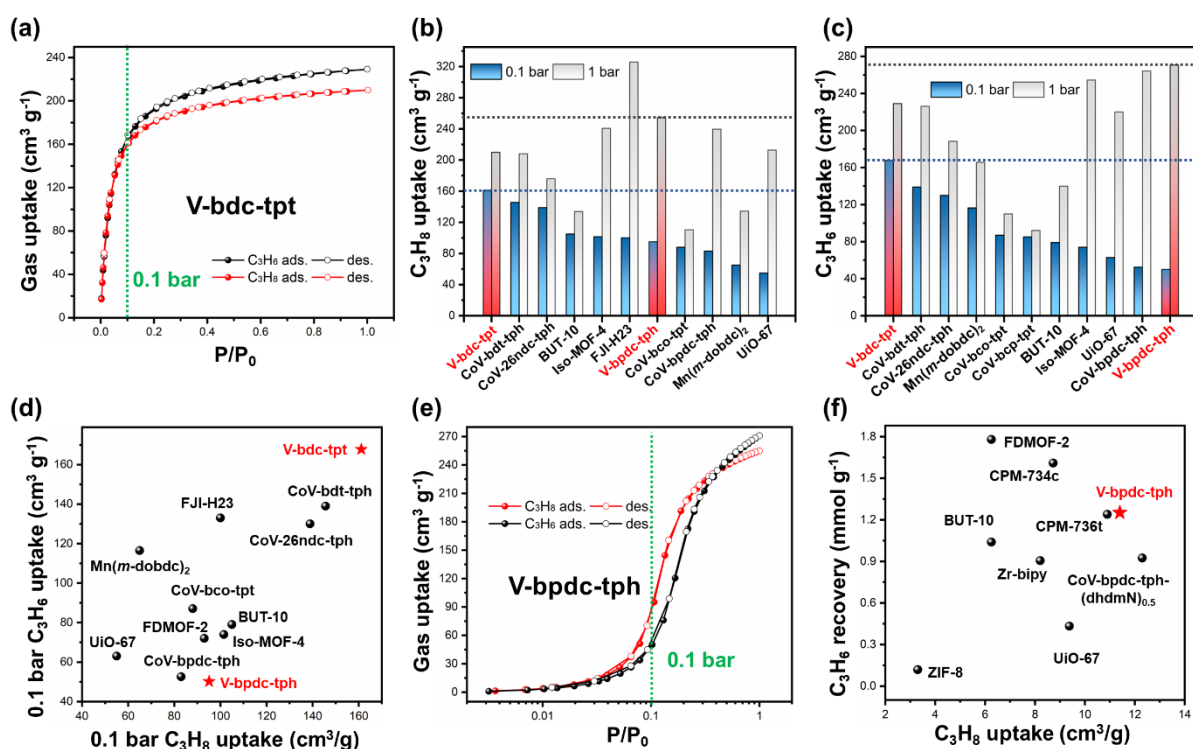 (a)
Gas uptake (cm³ g⁻¹)
240
200
160
120
80
40
0
V-bdc-tpt
C₃H₆ ads. des.
C₃H₈ ads. des.
0.1 bar
0.0 0.2 0.4 0.6 0.8 1.0
P/P₀
(b)
C₃H₈ uptake (cm³ g⁻¹)
320
280
240
200
160
120
80
40
0
0.1 bar
1 bar
V-bdc-tpt
CoV-bdt-tph
CoV-26ndc-tph
BUT-10
Iso-MOF-4
FJI-H23
V-bpdc-tph
CoV-bco-tpt
CoV-bpdc-tph
Mn(m-dobdc)₂
UiO-67
(c)
C₃H₆ uptake (cm³ g⁻¹)
280
240
200
160
120
80
40
0
0.1 bar 1 bar
V-bdc-tpt
CoV-bdt-tph
CoV-26ndc-tph
Mn(m-dobdc)₂
CoV-bco-tpt
CoV-bcp-tpt
BUT-10
Iso-MOF-4
UiO-67
CoV-bpdc-tph
V-bpdc-tph
(d)
0.1 bar C₃H₆ uptake (cm³ g⁻¹)
160
140
120
100
80
60
40
V-bdc-tpt
FJI-H23
CoV-bdt-tph
CoV-26ndc-tph
Mn(m-dobdc)₂
CoV-bco-tpt
FDMOF-2
BUT-10
UiO-67
Iso-MOF-4
CoV-bpdc-tph
V-bpdc-tph
40 60 80 100 120 140 160
0.1 bar C₃H₈ uptake (cm³/g)
(e)
Gas uptake (cm³ g⁻¹)
300
270
240
210
180
150
120
90
60
30
0
C₃H₈ ads. des.
C₃H₆ ads. des.
V-bpdc-tph
0.1 bar
0.01 0.1 1
P/P₀
(f)
C₃H₆ recovery (mmol g⁻¹)
1.8
1.5
1.2
0.9
0.6
0.3
0.0
FDMOF-2
CPM-734c
V-bpdc-tph
BUT-10
CPM-736t
Zr-bipy
CoV-bpdc-tph-
(dhdmN)₀.₅
UiO-67
ZIF-8
2 4 6 8 10 12 14
C₃H₈ uptake (cm³/g)